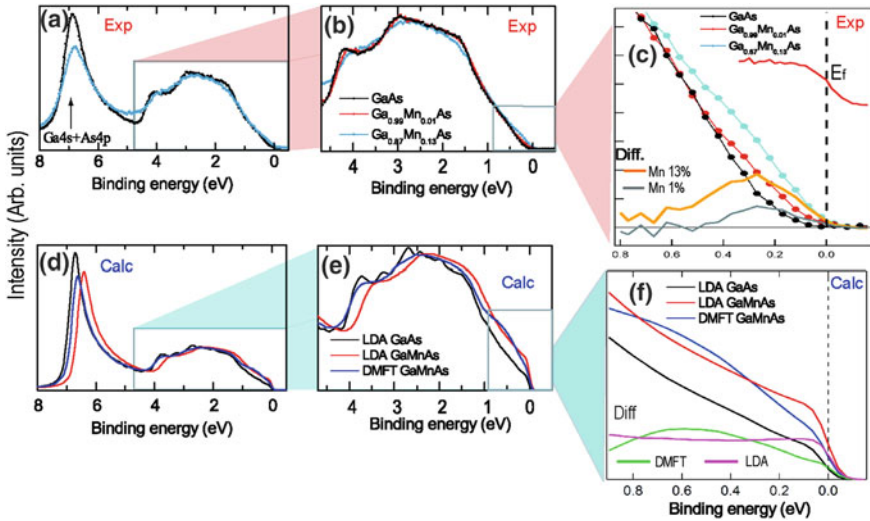 Intensity (Arb. units)
(a)
Exp
Ga4s+As4p
8 6 4 2 0
Binding energy (eV)
(b)
Exp
GaAs
Ga0.99Mn0.01As
Ga0.87Mn0.13As
4 3 2 1 0
Binding energy (eV)
(c)
GaAs
Ga0.99Mn0.01As
Ga0.87Mn0.13As
Exp
Ef
Diff.
Mn 13%
Mn 1%
0.8 0.6 0.4 0.2 0.0
Binding energy (eV)
(d)
Calc
8 6 4 2 0
Binding energy (eV)
(e)
Calc
LDA GaAs
LDA GaMnAs
DMFT GaMnAs
4 3 2 1 0
Binding energy (eV)
(f)
LDA GaAs
LDA GaMnAs
DMFT GaMnAs
Calc
Diff
DMFT
LDA
0.8 0.6 0.4 0.2 0.0
Binding energy (eV)